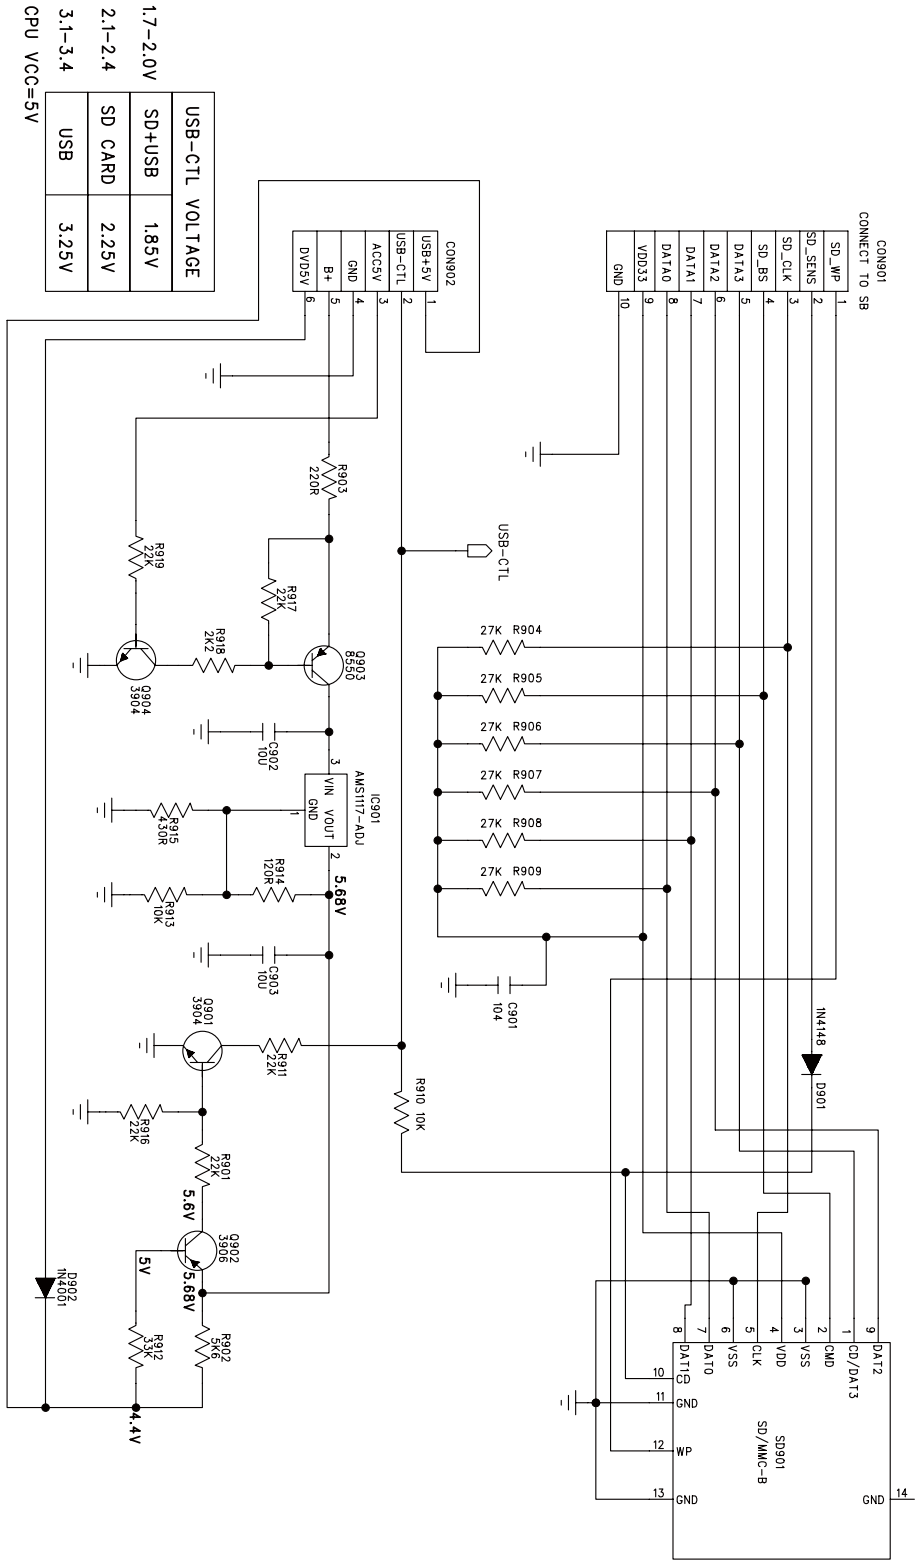 CON901
CONNECT TO SB
SD_WP
SD_SENS
SD_CLK
SD_BS
DATA3
DATA2
DATA1
DATA0
VDD33
GND
1
2
3
4
5
6
7
8
9
10
CON902
USB+5V
USB-CTL
ACC5V
GND
B+
DVD5V
1
2
3
4
5
6
USB-CTL VOLTAGE
1.7-2.0V SD+USB 1.85V
2.1-2.4 SD CARD 2.25V
3.1-3.4 USB 3.25V
CPU VCC=5V
USB-CTL
R903
220R
R919
22K
R917
22K
R918
2K2
Q903
8550
Q904
3904
C902
10U
IC901
AMS1117-ADJ
3
VIN VOUT
GND
1
2
5.68V
R915
430R
R914
120R
R913
10K
C903
10U
27K R904
27K R905
27K R906
27K R907
27K R908
27K R909
C901
104
1N4148
D901
R910 10K
R911
22K
Q901
3904
R916
22K
R901
22K
5.6V
Q902
3906
5V
5.68V
R902
5K6
R912
33K
D902
1N4001
4.4V
8
7
6
5
4
3
2
1
9
DAT1
DAT0
VSS
CLK
VDD
VSS
CMD
CD/DAT3
DAT2
10 CD
11 GND
12 WP
13 GND
SD901
SD/MMC-B
GND 14